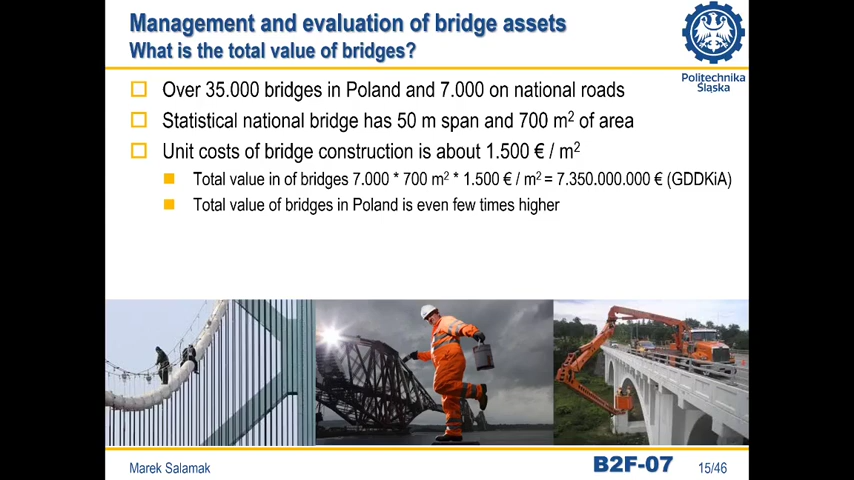 Management and evaluation of bridge assets
What is the total value of bridges?
Politechnika
Śląska
Over 35.000 bridges in Poland and 7.000 on national roads
Statistical national bridge has 50 m span and 700 m² of area
Unit costs of bridge construction is about 1.500 € / m²
Total value in of bridges 7.000 * 700 m² * 1.500 € / m² = 7.350.000.000 € (GDDKiA)
Total value of bridges in Poland is even few times higher
Marek Salamak
B2F-07
15/46